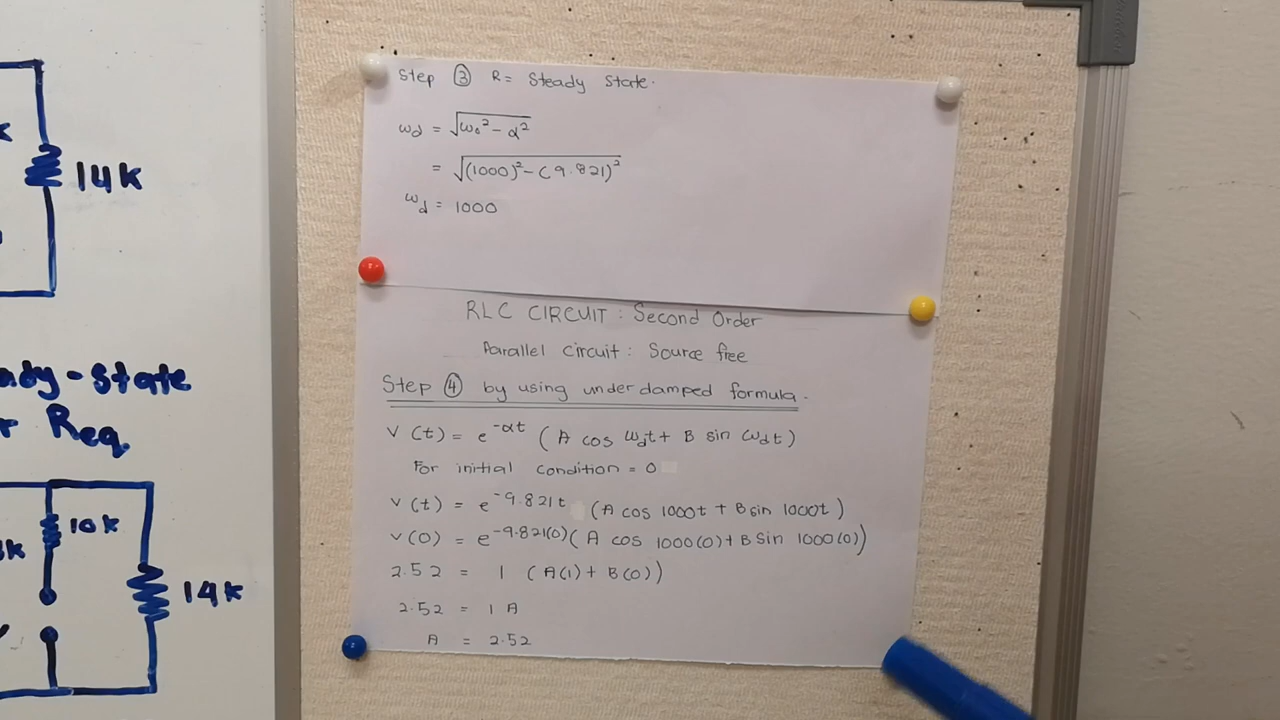 14k
ady-state
Req
10k
14k
Step ③ R = Steady State.
ωd = √ω₀² - α²
= √(1000)² - (9.821)²
ωd = 1000
RLC CIRCUIT : Second Order
Parallel circuit : Source free
Step ④ by using underdamped formula.
v (t) = e^-αt (A cos ωdt + B sin ωdt)
For initial condition = 0
v (t) = e^-9.821t (A cos 1000t + B sin 1000t)
v(0) = e^-9.821(0) (A cos 1000(0) + B sin 1000(0))
2.52 = 1 (A(1) + B(0))
2.52 = 1 A
A = 2.52